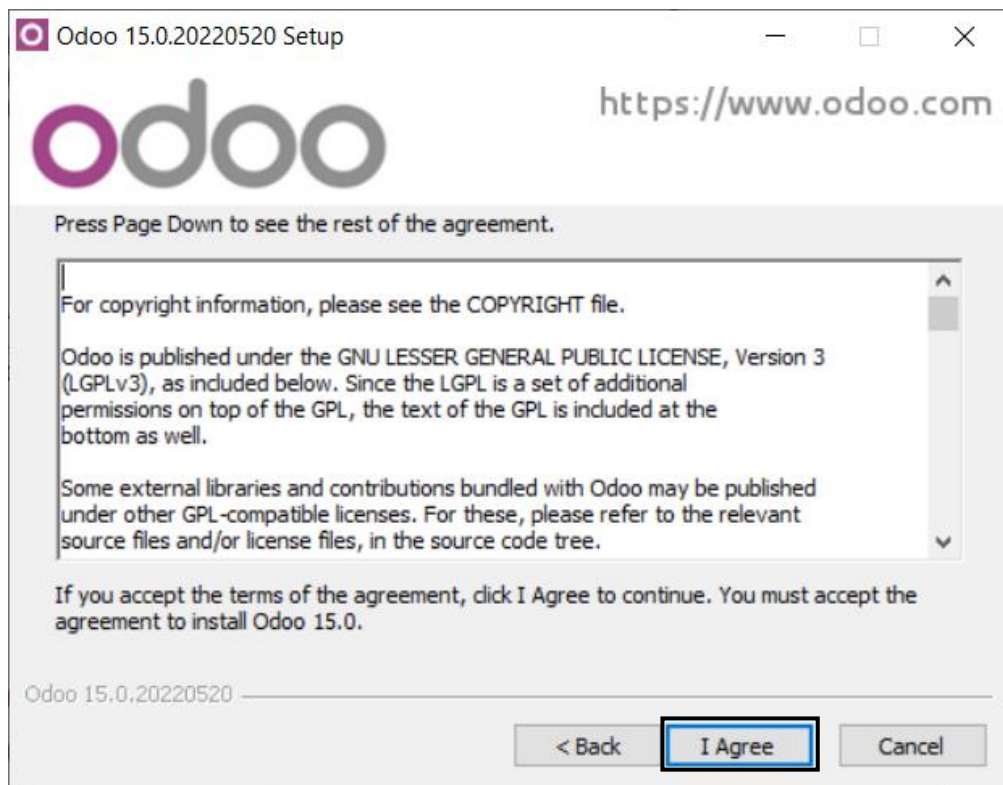 Odoo 15.0.20220520 Setup
odoo
https://www.odoo.com
Press Page Down to see the rest of the agreement.
For copyright information, please see the COPYRIGHT file.
Odoo is published under the GNU LESSER GENERAL PUBLIC LICENSE, Version 3
(LGPLv3), as included below. Since the LGPL is a set of additional
permissions on top of the GPL, the text of the GPL is included at the
bottom as well.
Some external libraries and contributions bundled with Odoo may be published
under other GPL-compatible licenses. For these, please refer to the relevant
source files and/or license files, in the source code tree.
If you accept the terms of the agreement, click I Agree to continue. You must accept the
agreement to install Odoo 15.0.
Odoo 15.0.20220520
< Back
I Agree
Cancel